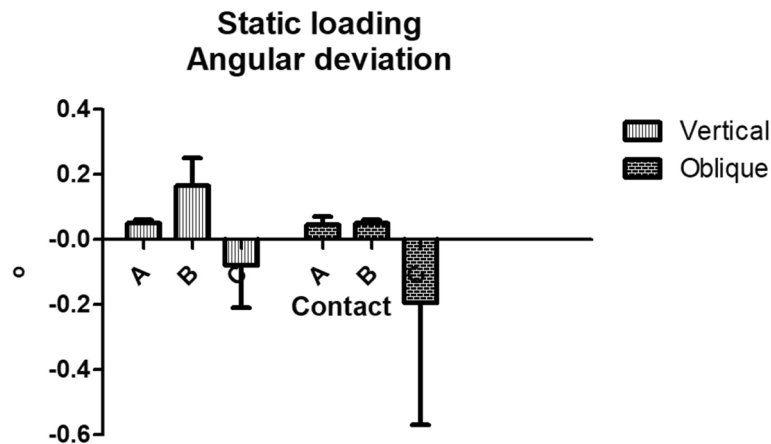 Static loading
Angular deviation
0.4
0.2
-0.0
-0.2
-0.4
-0.6
°
A
B
C
A
B
C
Contact
Vertical
Oblique